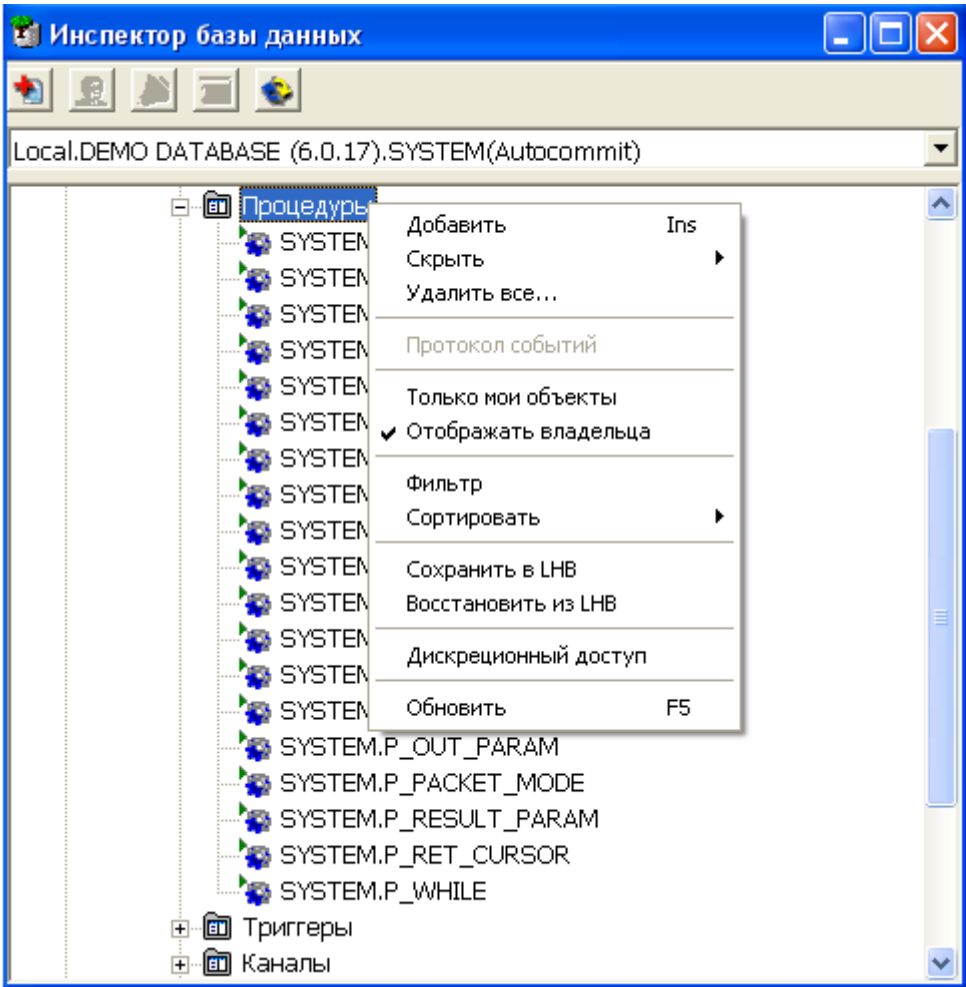 Инспектор базы данных
Local.DEMO DATABASE (6.0.17).SYSTEM(Autocommit)
Процедуры
Добавить Ins
Скрыть
Удалить все...
Протокол событий
Только мои объекты
Отображать владельца
Фильтр
Сортировать
Сохранить в LHB
Восстановить из LHB
Дискреционный доступ
Обновить F5
SYSTEM.P_OUT_PARAM
SYSTEM.P_PACKET_MODE
SYSTEM.P_RESULT_PARAM
SYSTEM.P_RET_CURSOR
SYSTEM.P_WHILE
Триггеры
Каналы